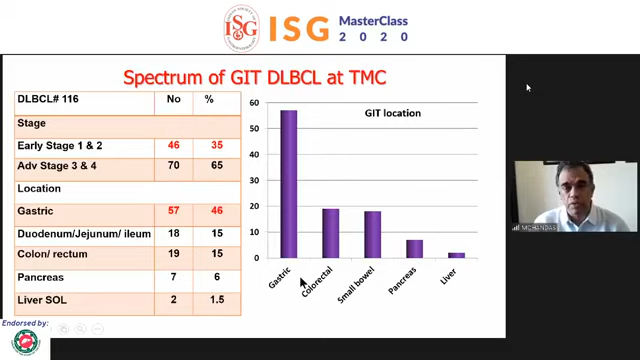 ISG
ISG MasterClass
2020
Spectrum of GIT DLBCL at TMC
DLBCL# 116 No %
Stage
Early Stage 1 & 2 46 35
Adv Stage 3 & 4 70 65
Location
Gastric 57 46
Duodenum/Jejunum/ ileum 18 15
Colon/ rectum 19 15
Pancreas 7 6
Liver SOL 2 1.5
GIT location
60
50
40
30
20
10
0
Gastric
Colorectal
Small bowel
Pancreas
Liver
Endorsed by: